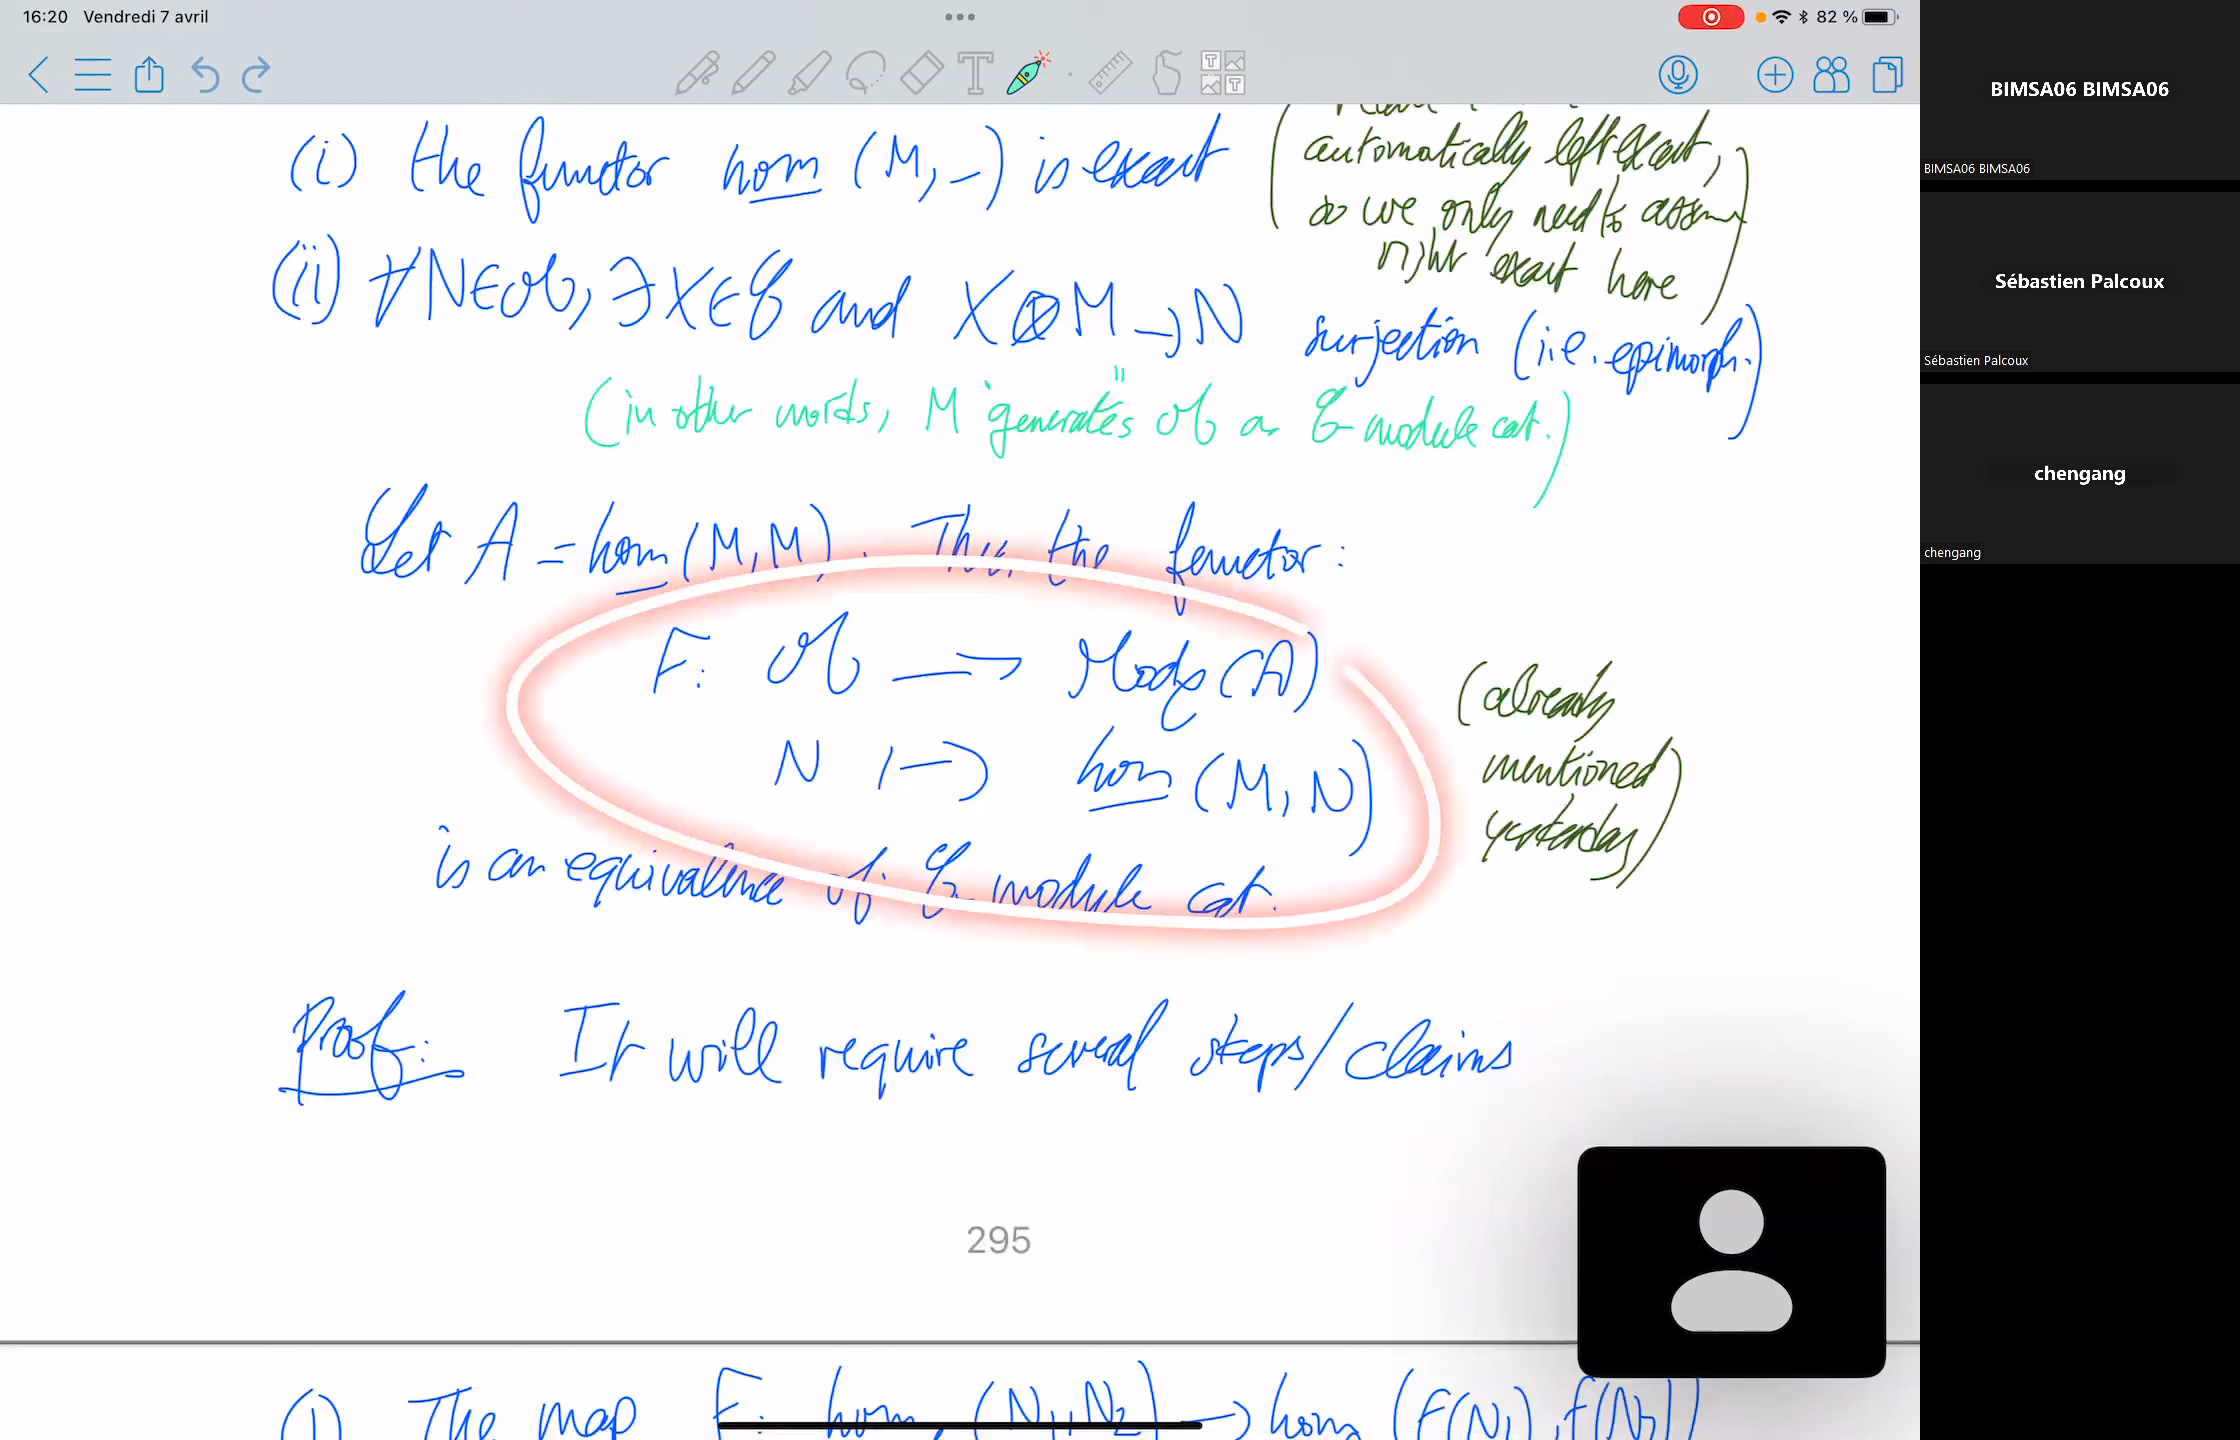 16:20 Vendredi 7 avril
82 %
(i) the functor hom (M, –) is exact
automatically left exact,
so we only need to assume
right exact here
(ii) ∀N∈𝓜, ∃X∈𝓒 and X⊗M → N surjection (i.e. epimorph.)
(in other words, M "generates" 𝓜 as 𝓒-module cat.)
Let A = hom (M, M). Then the functor:
F: 𝓜 → Mod𝓒(A)
N ↦ hom (M, N)
(already
mentioned
yesterday)
is an equivalence of 𝓒-module cat.
Proof: It will require several steps/claims
295
(1) The map F: hom (N1, N2) → hom (F(N1), F(N2))
BIMSA06 BIMSA06
BIMSA06 BIMSA06
Sébastien Palcoux
Sébastien Palcoux
chengang
chengang